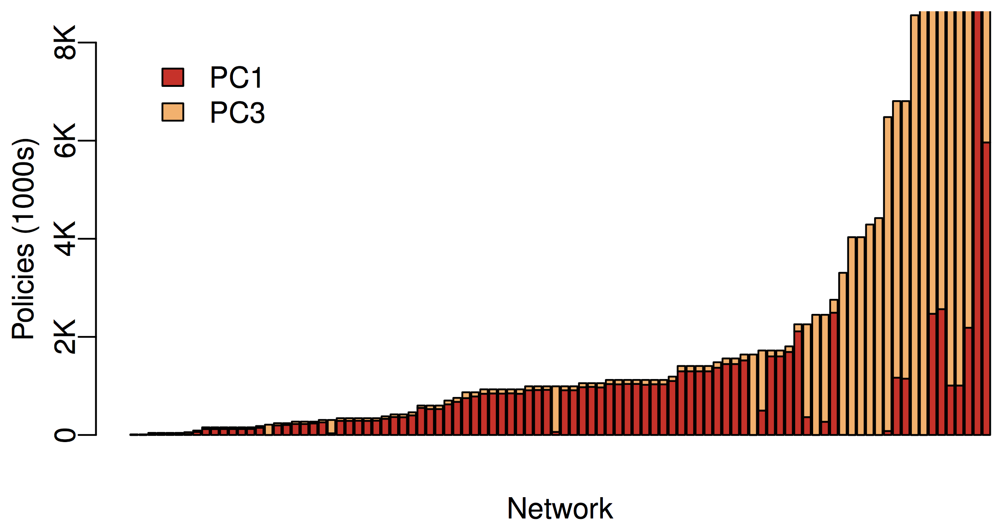 Policies (1000s)
8K
6K
4K
2K
0
PC1
PC3
Network